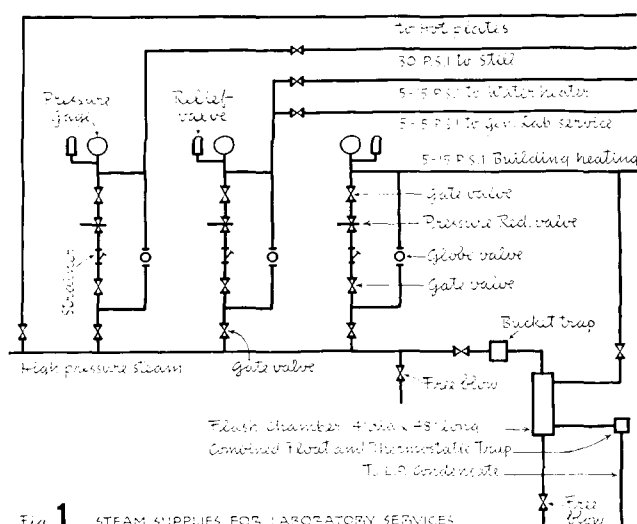 to Hot plates
30 P.S.I to Still
5-15 P.S.I to Water heater
5-15 P.S.I to Gen. Lab service
5-15 P.S.I Building heating
Pressure
gage
Relief
valve
Gate valve
Pressure Red. valve
Strainer
Globe valve
Gate valve
Bucket trap
High pressure steam
Gate valve
Free blow
Flash chamber 4" dia x 48" long
Combined Float and Thermostatic Trap
To L.P. Condensate
Free
blow
Fig. 1 STEAM SUPPLIES FOR LABORATORY SERVICES